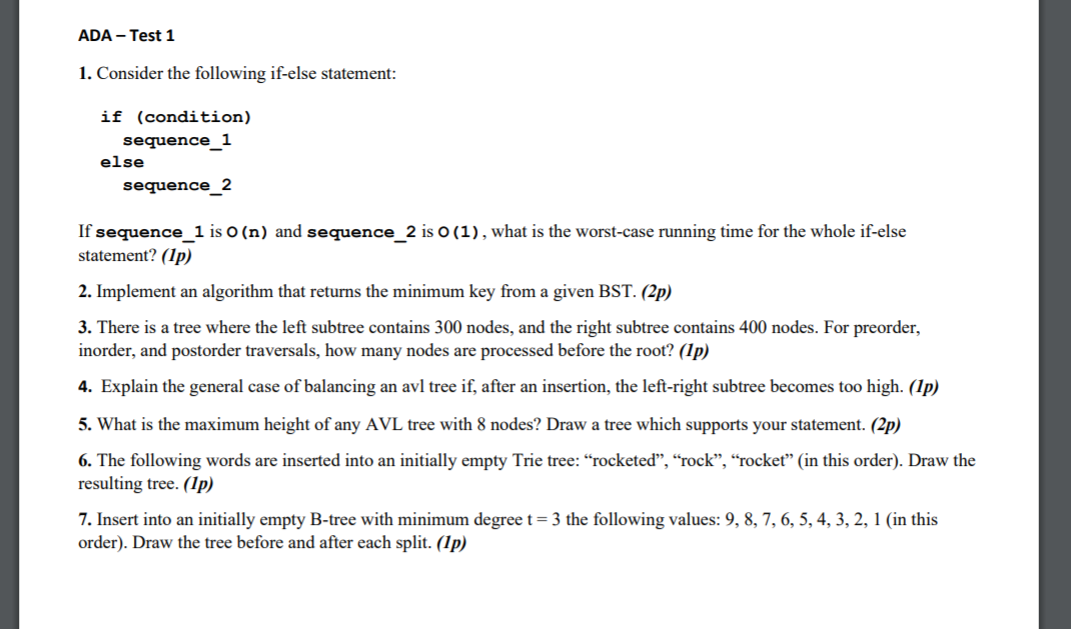 ADA – Test 1
1. Consider the following if-else statement:
if (condition)
sequence_1
else
sequence_2
If sequence_1 is O(n) and sequence_2 is O(1), what is the worst-case running time for the whole if-else
statement? (1p)
2. Implement an algorithm that returns the minimum key from a given BST. (2p)
3. There is a tree where the left subtree contains 300 nodes, and the right subtree contains 400 nodes. For preorder,
inorder, and postorder traversals, how many nodes are processed before the root? (1p)
4. Explain the general case of balancing an avl tree if, after an insertion, the left-right subtree becomes too high. (1p)
5. What is the maximum height of any AVL tree with 8 nodes? Draw a tree which supports your statement. (2p)
6. The following words are inserted into an initially empty Trie tree: “rocketed”, “rock”, “rocket” (in this order). Draw the
resulting tree. (1p)
7. Insert into an initially empty B-tree with minimum degree t = 3 the following values: 9, 8, 7, 6, 5, 4, 3, 2, 1 (in this
order). Draw the tree before and after each split. (1p)